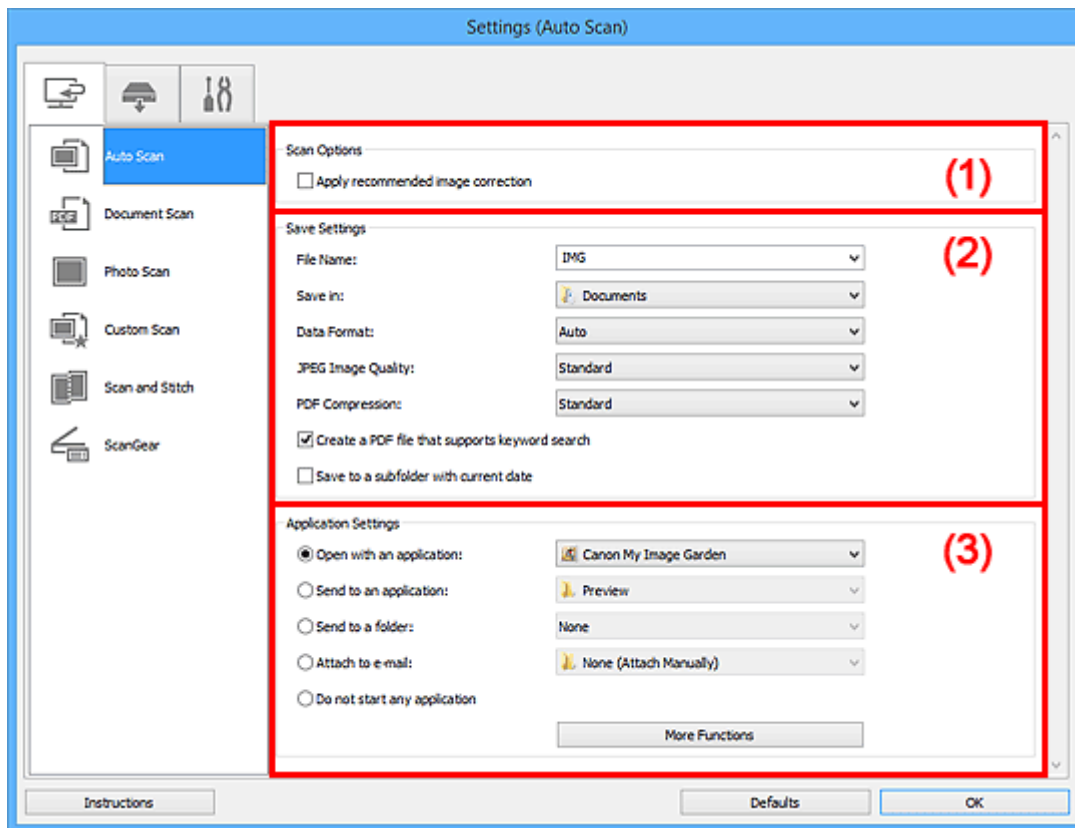 Settings (Auto Scan)
Auto Scan
Document Scan
Photo Scan
Custom Scan
Scan and Stitch
ScanGear
Scan Options
Apply recommended image correction
(1)
Save Settings
(2)
File Name: IMG
Save in: Documents
Data Format: Auto
JPEG Image Quality: Standard
PDF Compression: Standard
Create a PDF file that supports keyword search
Save to a subfolder with current date
Application Settings
(3)
Open with an application: Canon My Image Garden
Send to an application: Preview
Send to a folder: None
Attach to e-mail: None (Attach Manually)
Do not start any application
More Functions
Instructions Defaults OK